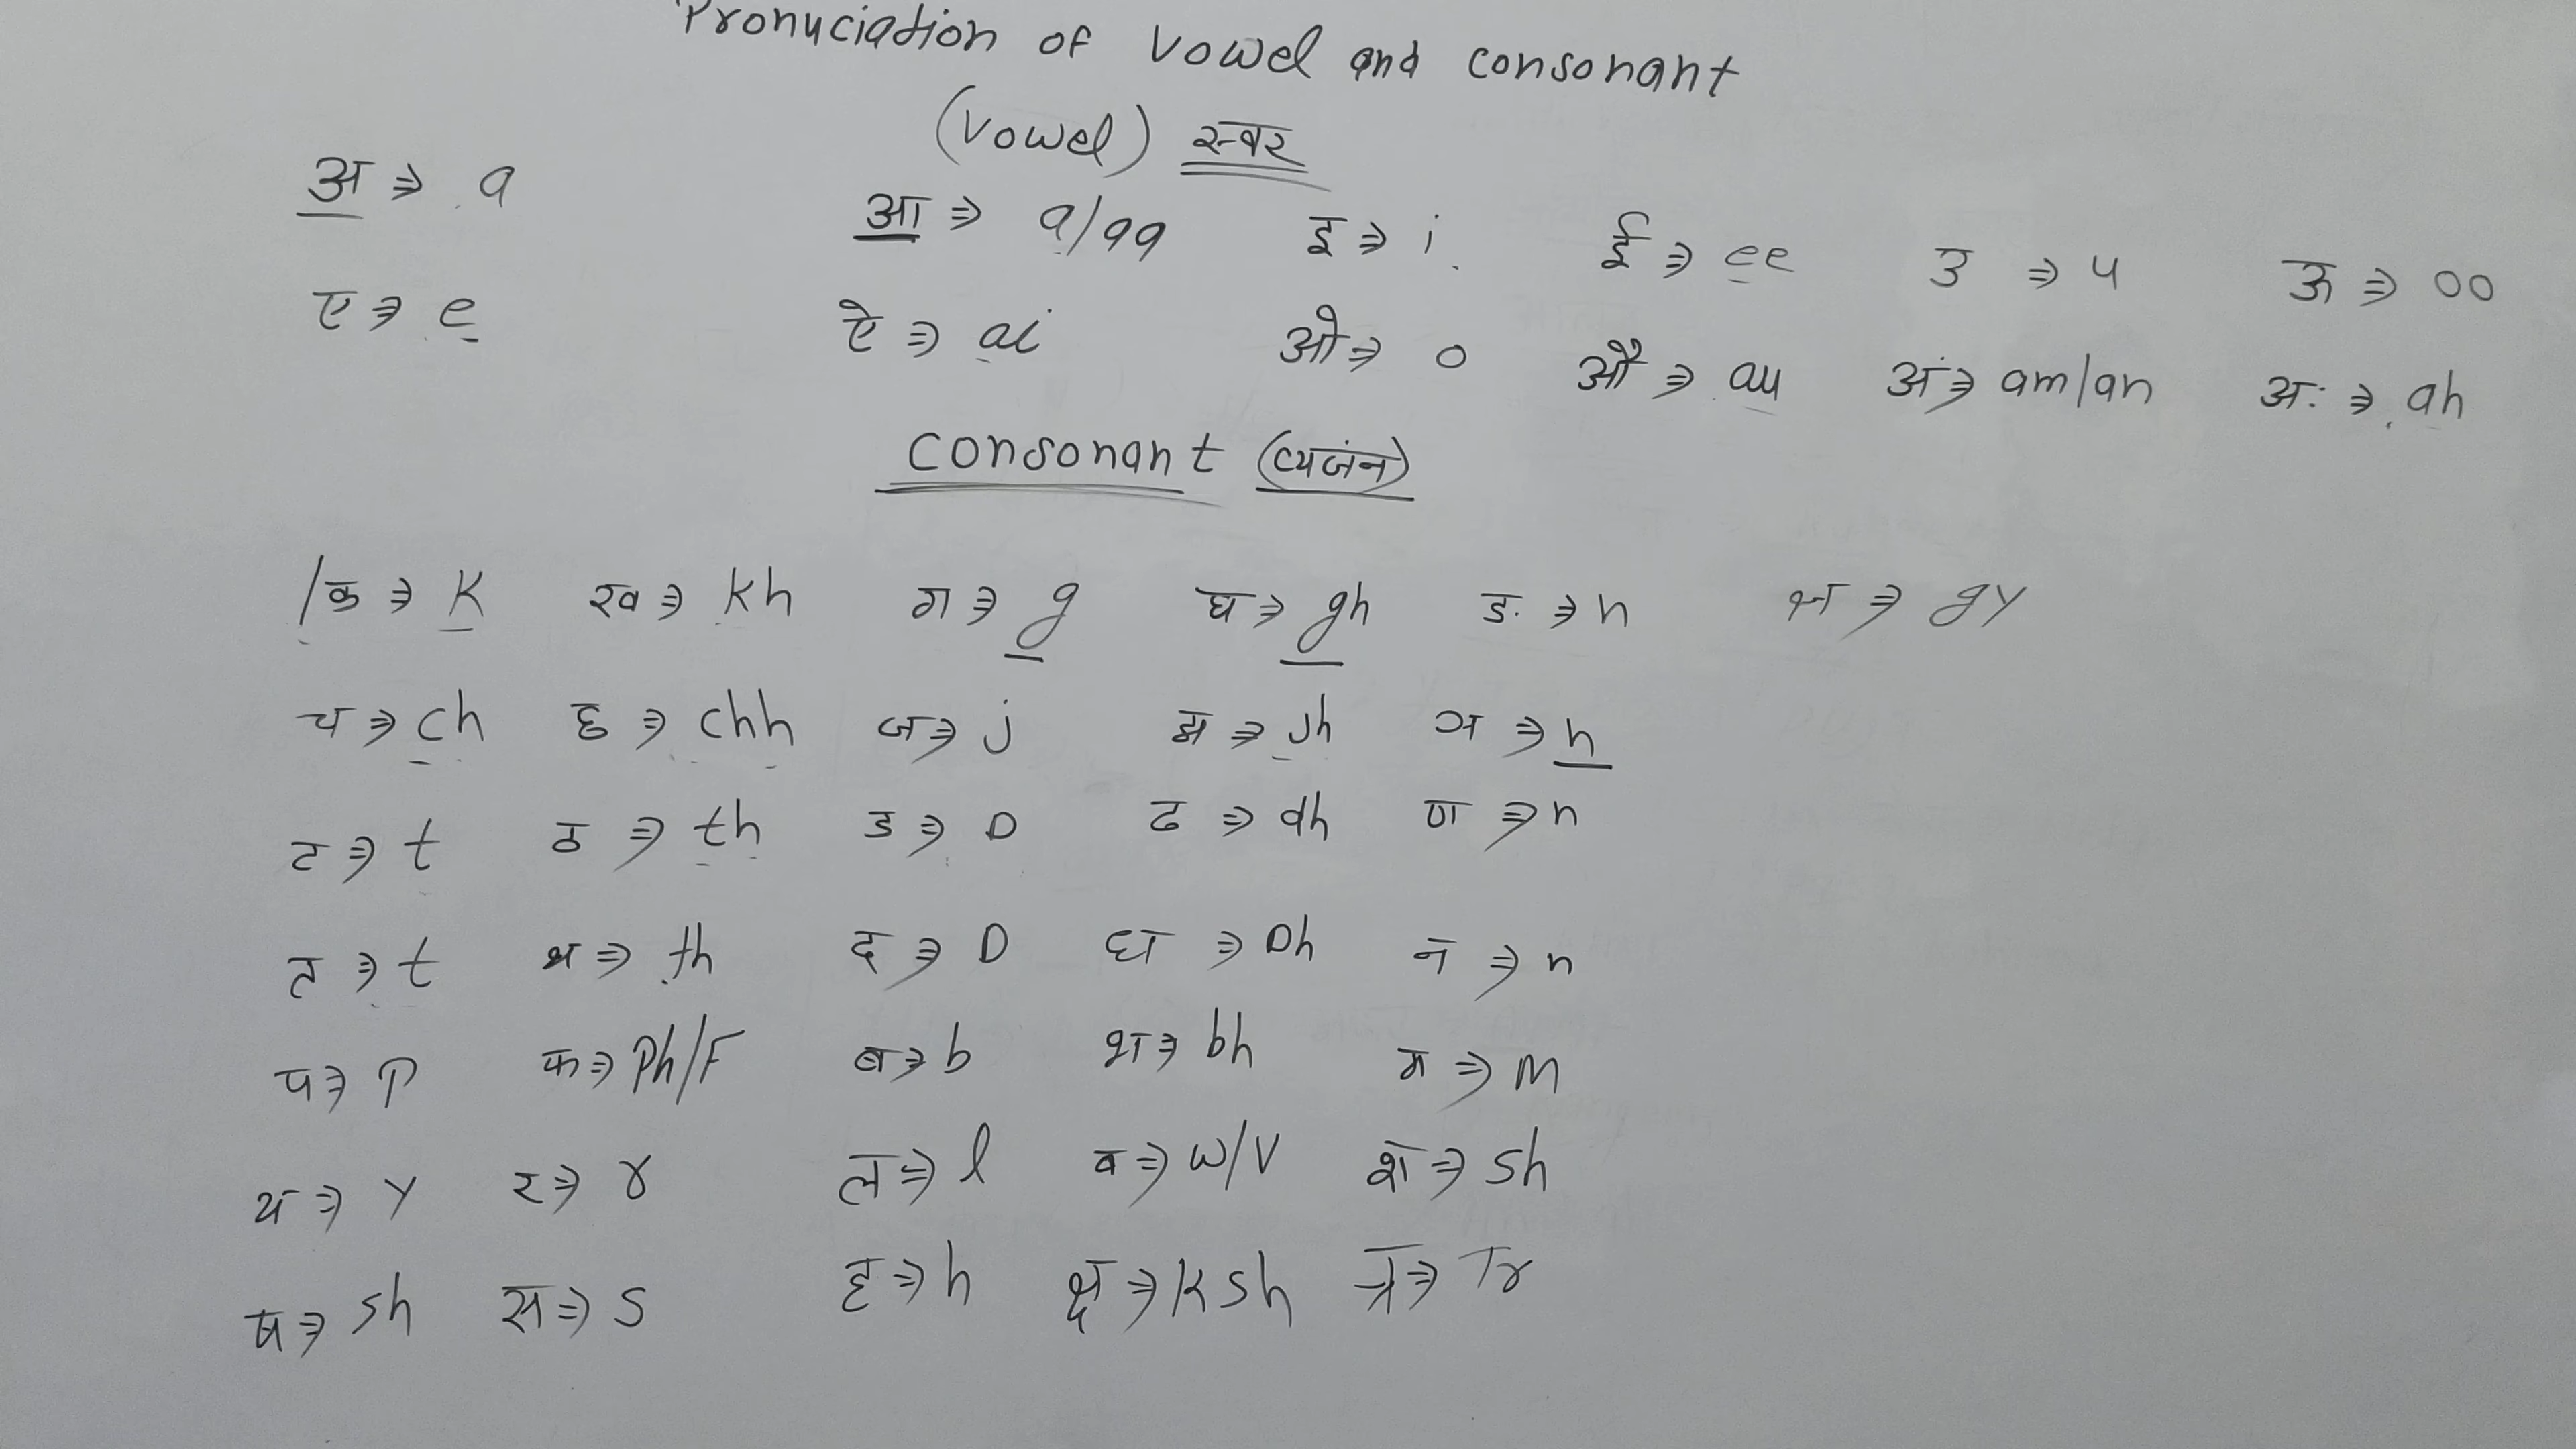 Pronuciation of Vowel and consonant
(Vowel) स्वर
अ ⇒ a
आ ⇒ a/aa इ ⇒ i ई ⇒ ee उ ⇒ u ऊ ⇒ oo
ए ⇒ e ऐ ⇒ ai ओ ⇒ o औ ⇒ au अं ⇒ am/an अः ⇒ ah
Consonant (व्यजंन)
/क ⇒ K ख ⇒ kh ग ⇒ g घ ⇒ gh ङ ⇒ n ज्ञ ⇒ gy
च ⇒ ch छ ⇒ chh ज ⇒ j झ ⇒ jh ञ ⇒ n
ट ⇒ t ठ ⇒ th ड ⇒ D ढ ⇒ dh ण ⇒ n
त ⇒ t थ ⇒ th द ⇒ D ध ⇒ Dh न ⇒ n
प ⇒ P फ ⇒ Ph/F ब ⇒ b भ ⇒ bh म ⇒ m
य ⇒ y र ⇒ r ल ⇒ l व ⇒ w/v श ⇒ sh
ष ⇒ sh स ⇒ s ह ⇒ h क्ष ⇒ Ksh त्र ⇒ Tr